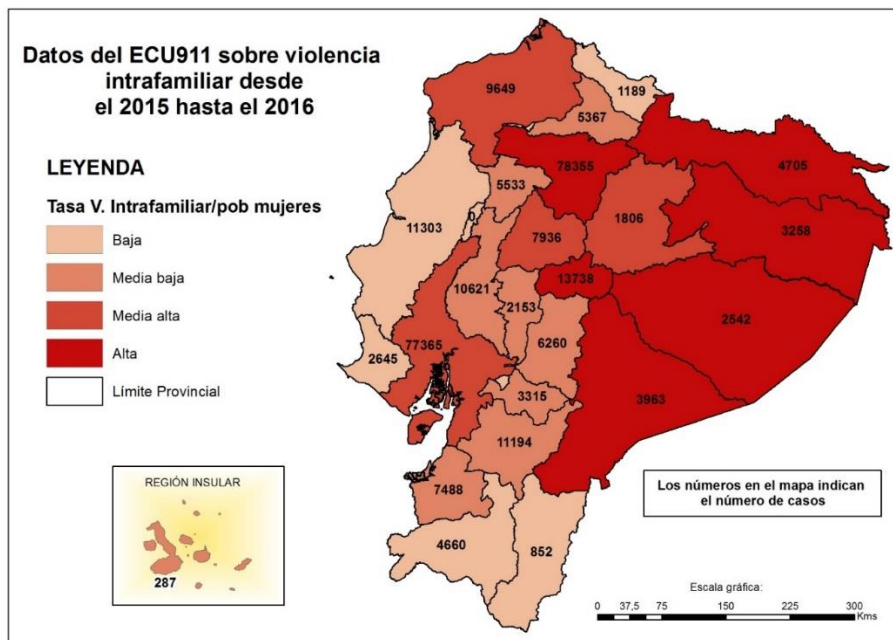 Datos del ECU911 sobre violencia
intrafamiliar desde
el 2015 hasta el 2016
LEYENDA
Tasa V. Intrafamiliar/pob mujeres
Baja
Media baja
Media alta
Alta
Límite Provincial
REGIÓN INSULAR
287
9649
1189
5367
78355
4705
5533
11303
0
7936
1806
3258
13738
10621
2153
2542
77365
6260
2645
3315
3963
11194
7488
4660
852
Los números en el mapa indican
el número de casos
Escala gráfica:
0 37,5 75 150 225 300
Kms